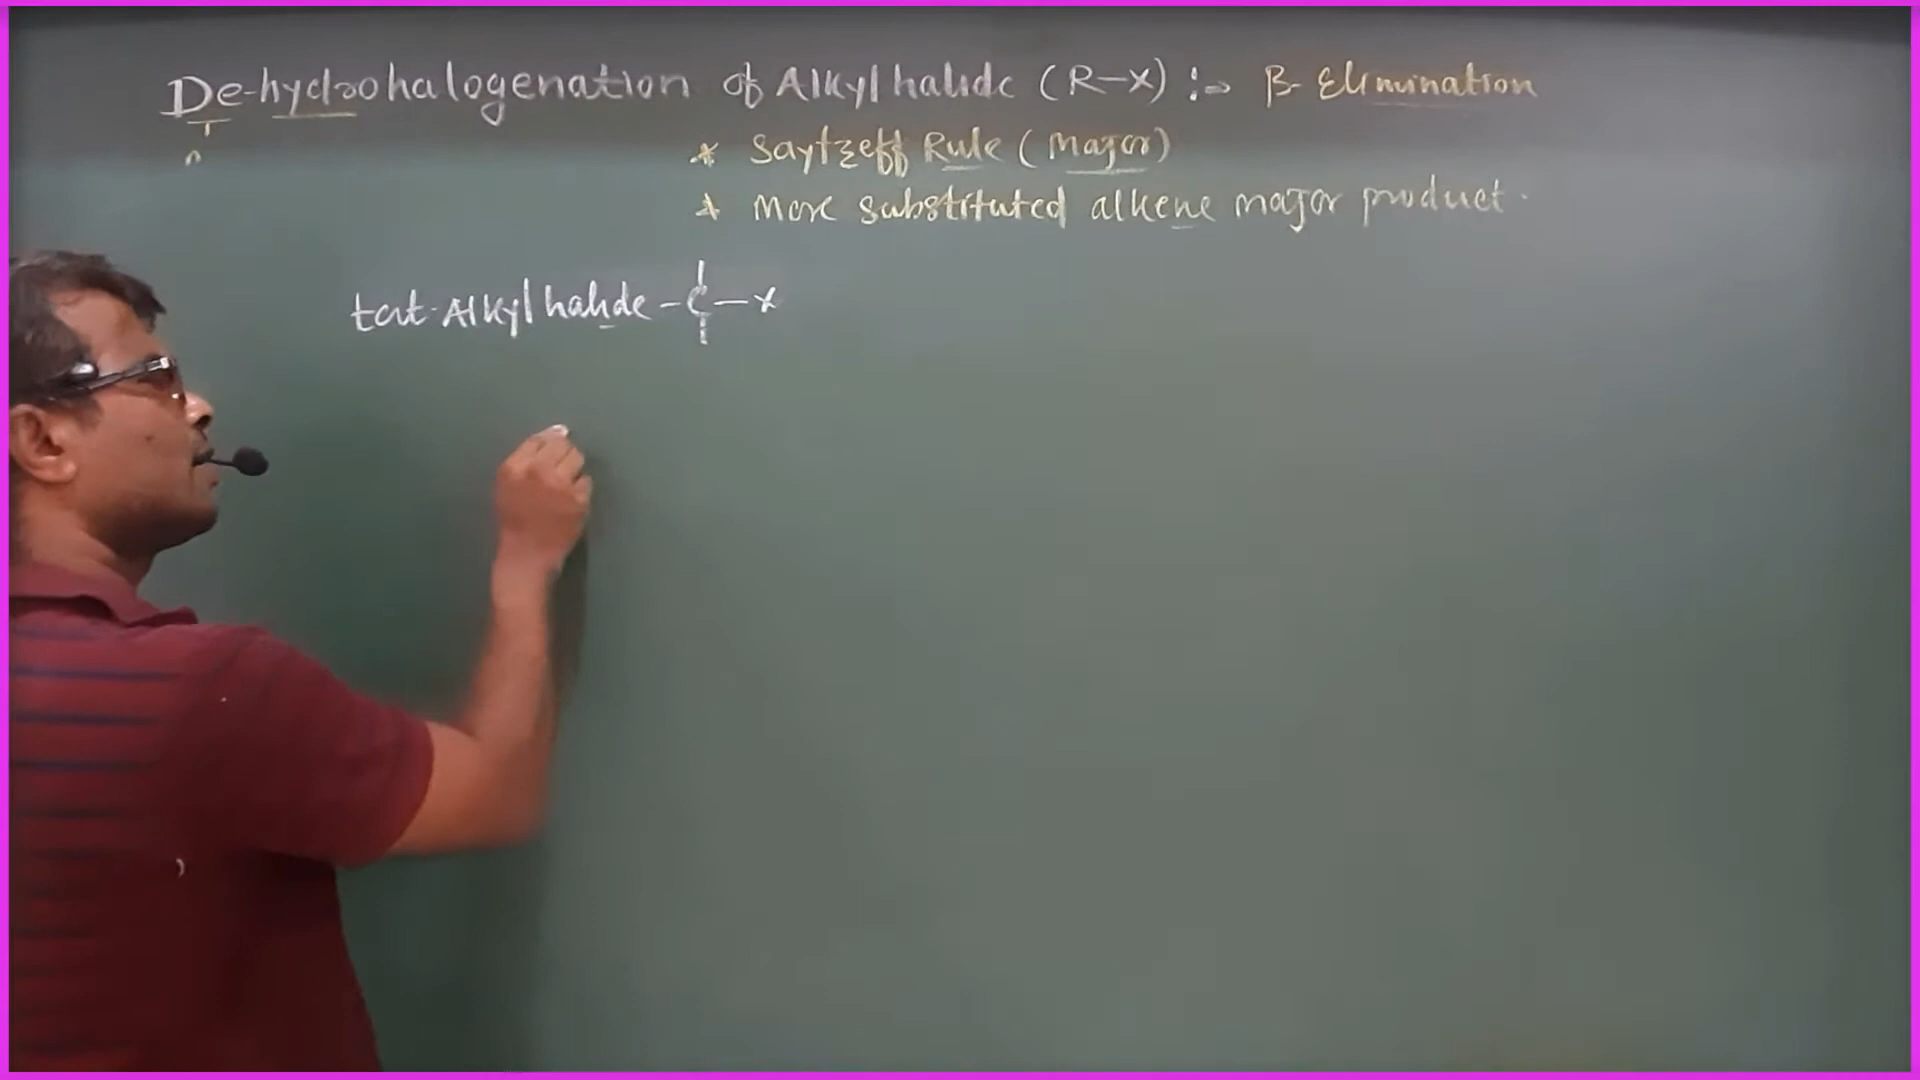 De-hydrohalogenation of Alkyl halide (R-X) :→ β-Elimination
* Saytzeff Rule (Major)
* More substituted alkene major product.
tert-Alkyl halide -C-X